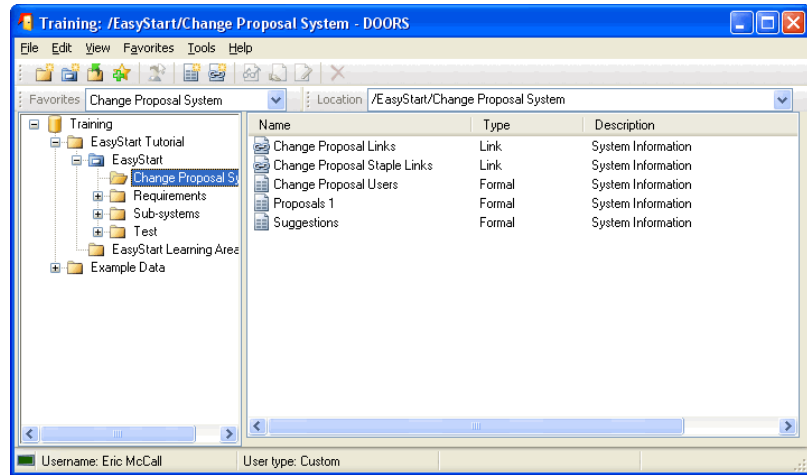 Training: /EasyStart/Change Proposal System - DOORS
File Edit View Favorites Tools Help
Favorites Change Proposal System Location /EasyStart/Change Proposal System
Training
EasyStart Tutorial
EasyStart
Change Proposal Sy
Requirements
Sub-systems
Test
EasyStart Learning Area
Example Data
Name Type Description
Change Proposal Links Link System Information
Change Proposal Staple Links Link System Information
Change Proposal Users Formal System Information
Proposals 1 Formal System Information
Suggestions Formal System Information
Username: Eric McCall User type: Custom